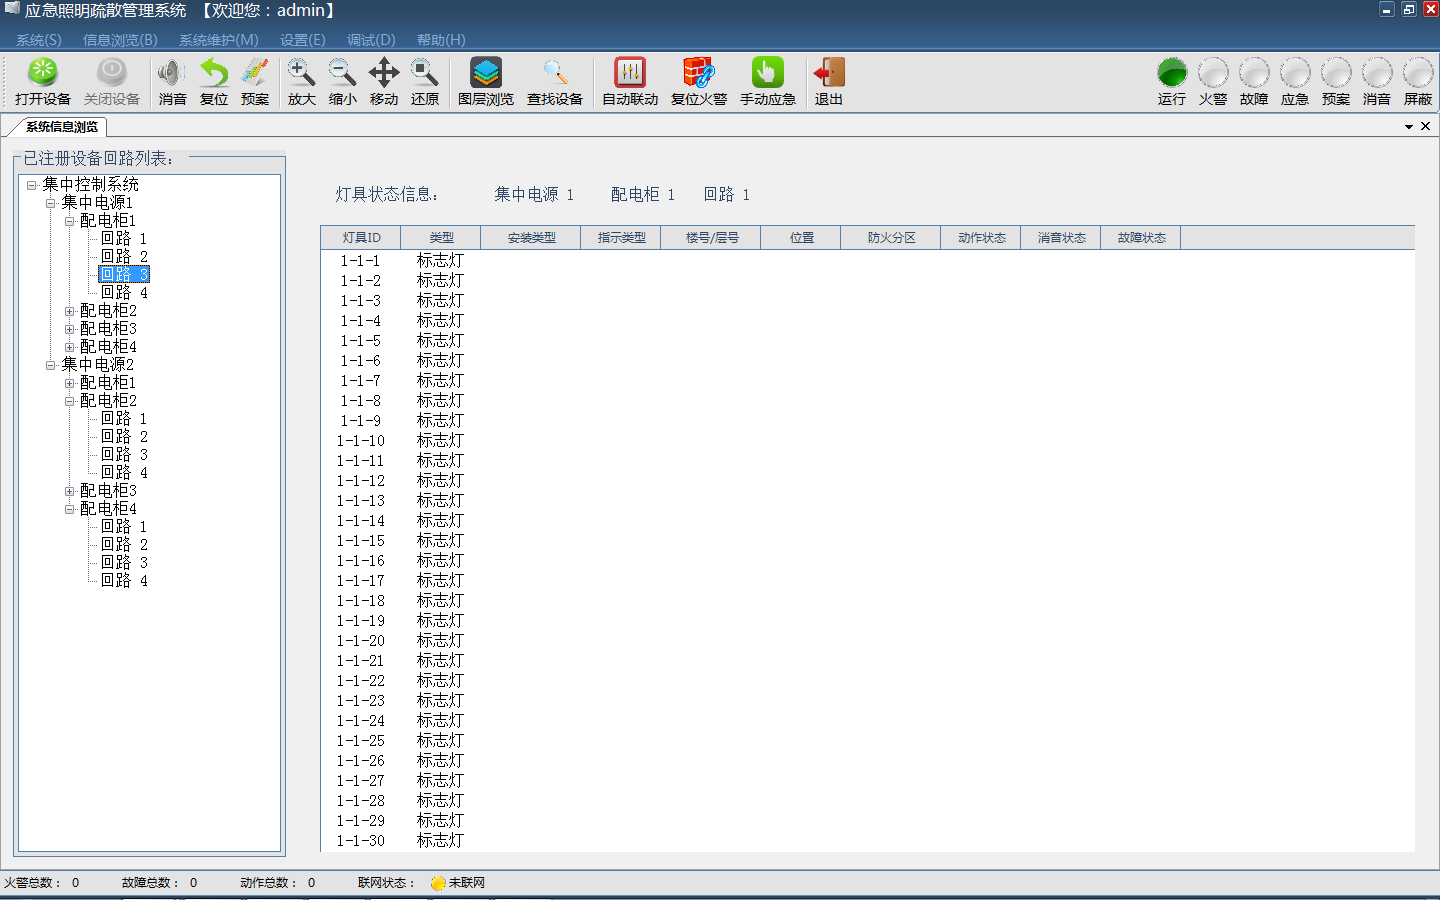 应急照明疏散管理系统 【欢迎您：admin】
系统(S) 信息浏览(B) 系统维护(M) 设置(E) 调试(D) 帮助(H)
打开设备 关闭设备 消音 复位 预案 放大 缩小 移动 还原 图层浏览 查找设备 自动联动 复位火警 手动应急 退出 运行 火警 故障 应急 预案 消音 屏蔽
系统信息浏览
已注册设备回路列表：
集中控制系统
集中电源1
配电柜1
回路 1
回路 2
回路 3
回路 4
配电柜2
配电柜3
配电柜4
集中电源2
配电柜1
配电柜2
回路 1
回路 2
回路 3
回路 4
配电柜3
配电柜4
回路 1
回路 2
回路 3
回路 4
灯具状态信息： 集中电源 1 配电柜 1 回路 1
灯具ID 类型 安装类型 指示类型 楼号/层号 位置 防火分区 动作状态 消音状态 故障状态
1-1-1 标志灯
1-1-2 标志灯
1-1-3 标志灯
1-1-4 标志灯
1-1-5 标志灯
1-1-6 标志灯
1-1-7 标志灯
1-1-8 标志灯
1-1-9 标志灯
1-1-10 标志灯
1-1-11 标志灯
1-1-12 标志灯
1-1-13 标志灯
1-1-14 标志灯
1-1-15 标志灯
1-1-16 标志灯
1-1-17 标志灯
1-1-18 标志灯
1-1-19 标志灯
1-1-20 标志灯
1-1-21 标志灯
1-1-22 标志灯
1-1-23 标志灯
1-1-24 标志灯
1-1-25 标志灯
1-1-26 标志灯
1-1-27 标志灯
1-1-28 标志灯
1-1-29 标志灯
1-1-30 标志灯
火警总数： 0 故障总数： 0 动作总数： 0 联网状态： 未联网